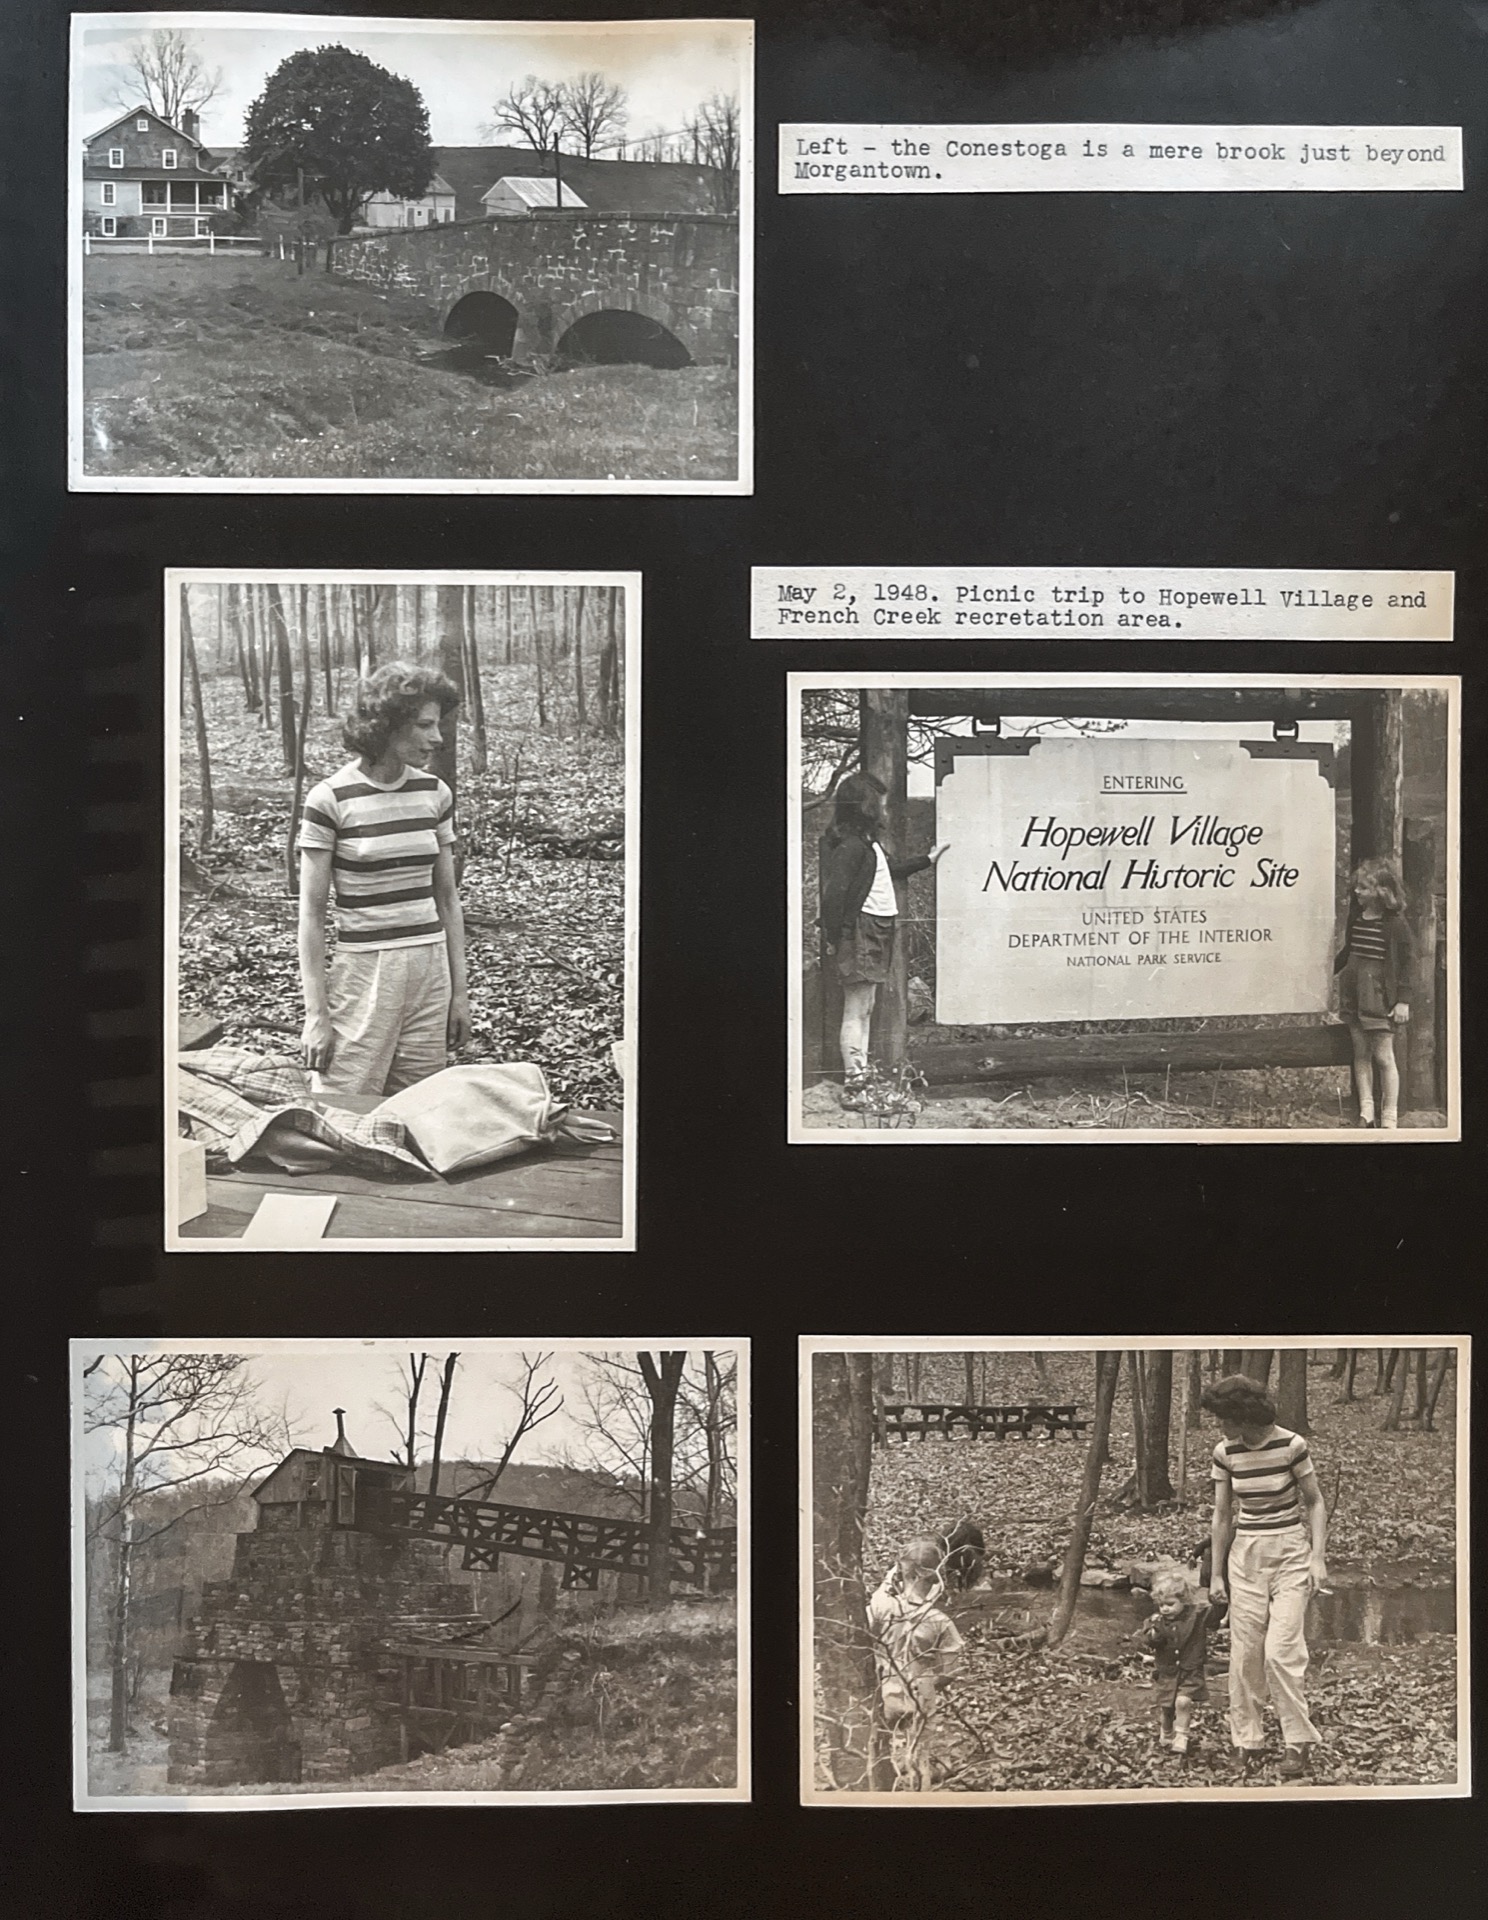 Left - the Conestoga is a mere brook just beyond
Morgantown.
May 2, 1948. Picnic trip to Hopewell Village and
French Creek recretation area.
ENTERING
Hopewell Village
National Historic Site
UNITED STATES
DEPARTMENT OF THE INTERIOR
NATIONAL PARK SERVICE